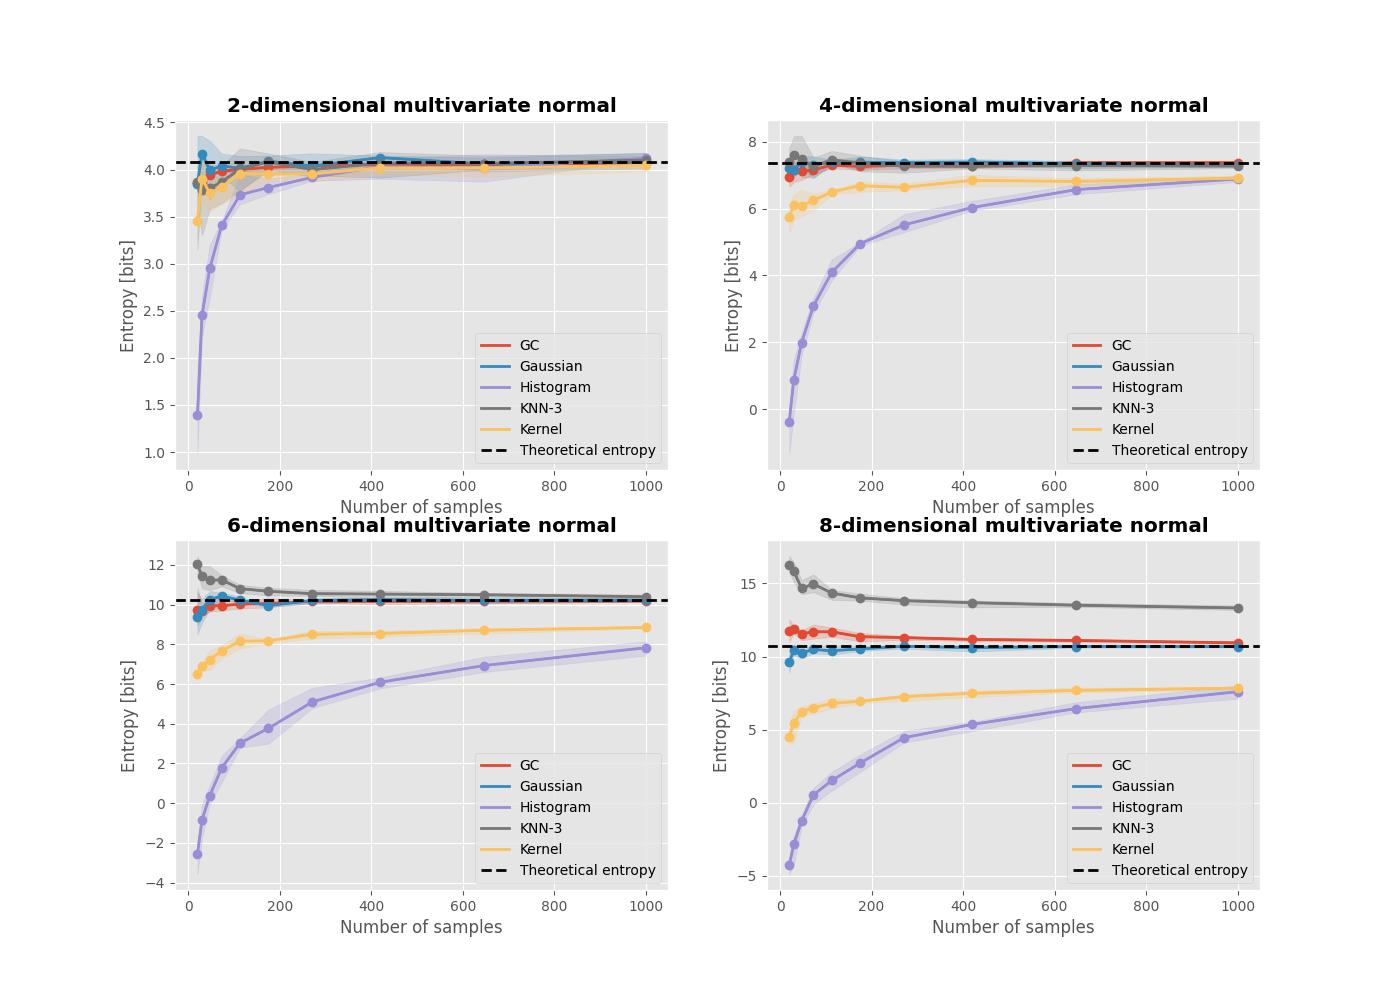 2-dimensional multivariate normal
4.5
4.0
3.5
3.0
2.5
2.0
1.5
1.0
Entropy [bits]
GC
Gaussian
Histogram
KNN-3
Kernel
Theoretical entropy
0 200 400 600 800 1000
Number of samples
4-dimensional multivariate normal
8
6
4
2
0
Entropy [bits]
GC
Gaussian
Histogram
KNN-3
Kernel
Theoretical entropy
0 200 400 600 800 1000
Number of samples
6-dimensional multivariate normal
12
10
8
6
4
2
0
−2
−4
Entropy [bits]
GC
Gaussian
Histogram
KNN-3
Kernel
Theoretical entropy
0 200 400 600 800 1000
Number of samples
8-dimensional multivariate normal
15
10
5
0
−5
Entropy [bits]
GC
Gaussian
Histogram
KNN-3
Kernel
Theoretical entropy
0 200 400 600 800 1000
Number of samples